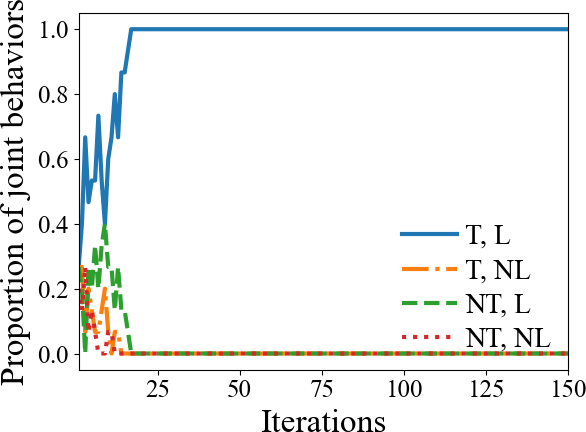 Proportion of joint behaviors
1.0
0.8
0.6
0.4
0.2
0.0
T, L
T, NL
NT, L
NT, NL
25 50 75 100 125 150
Iterations